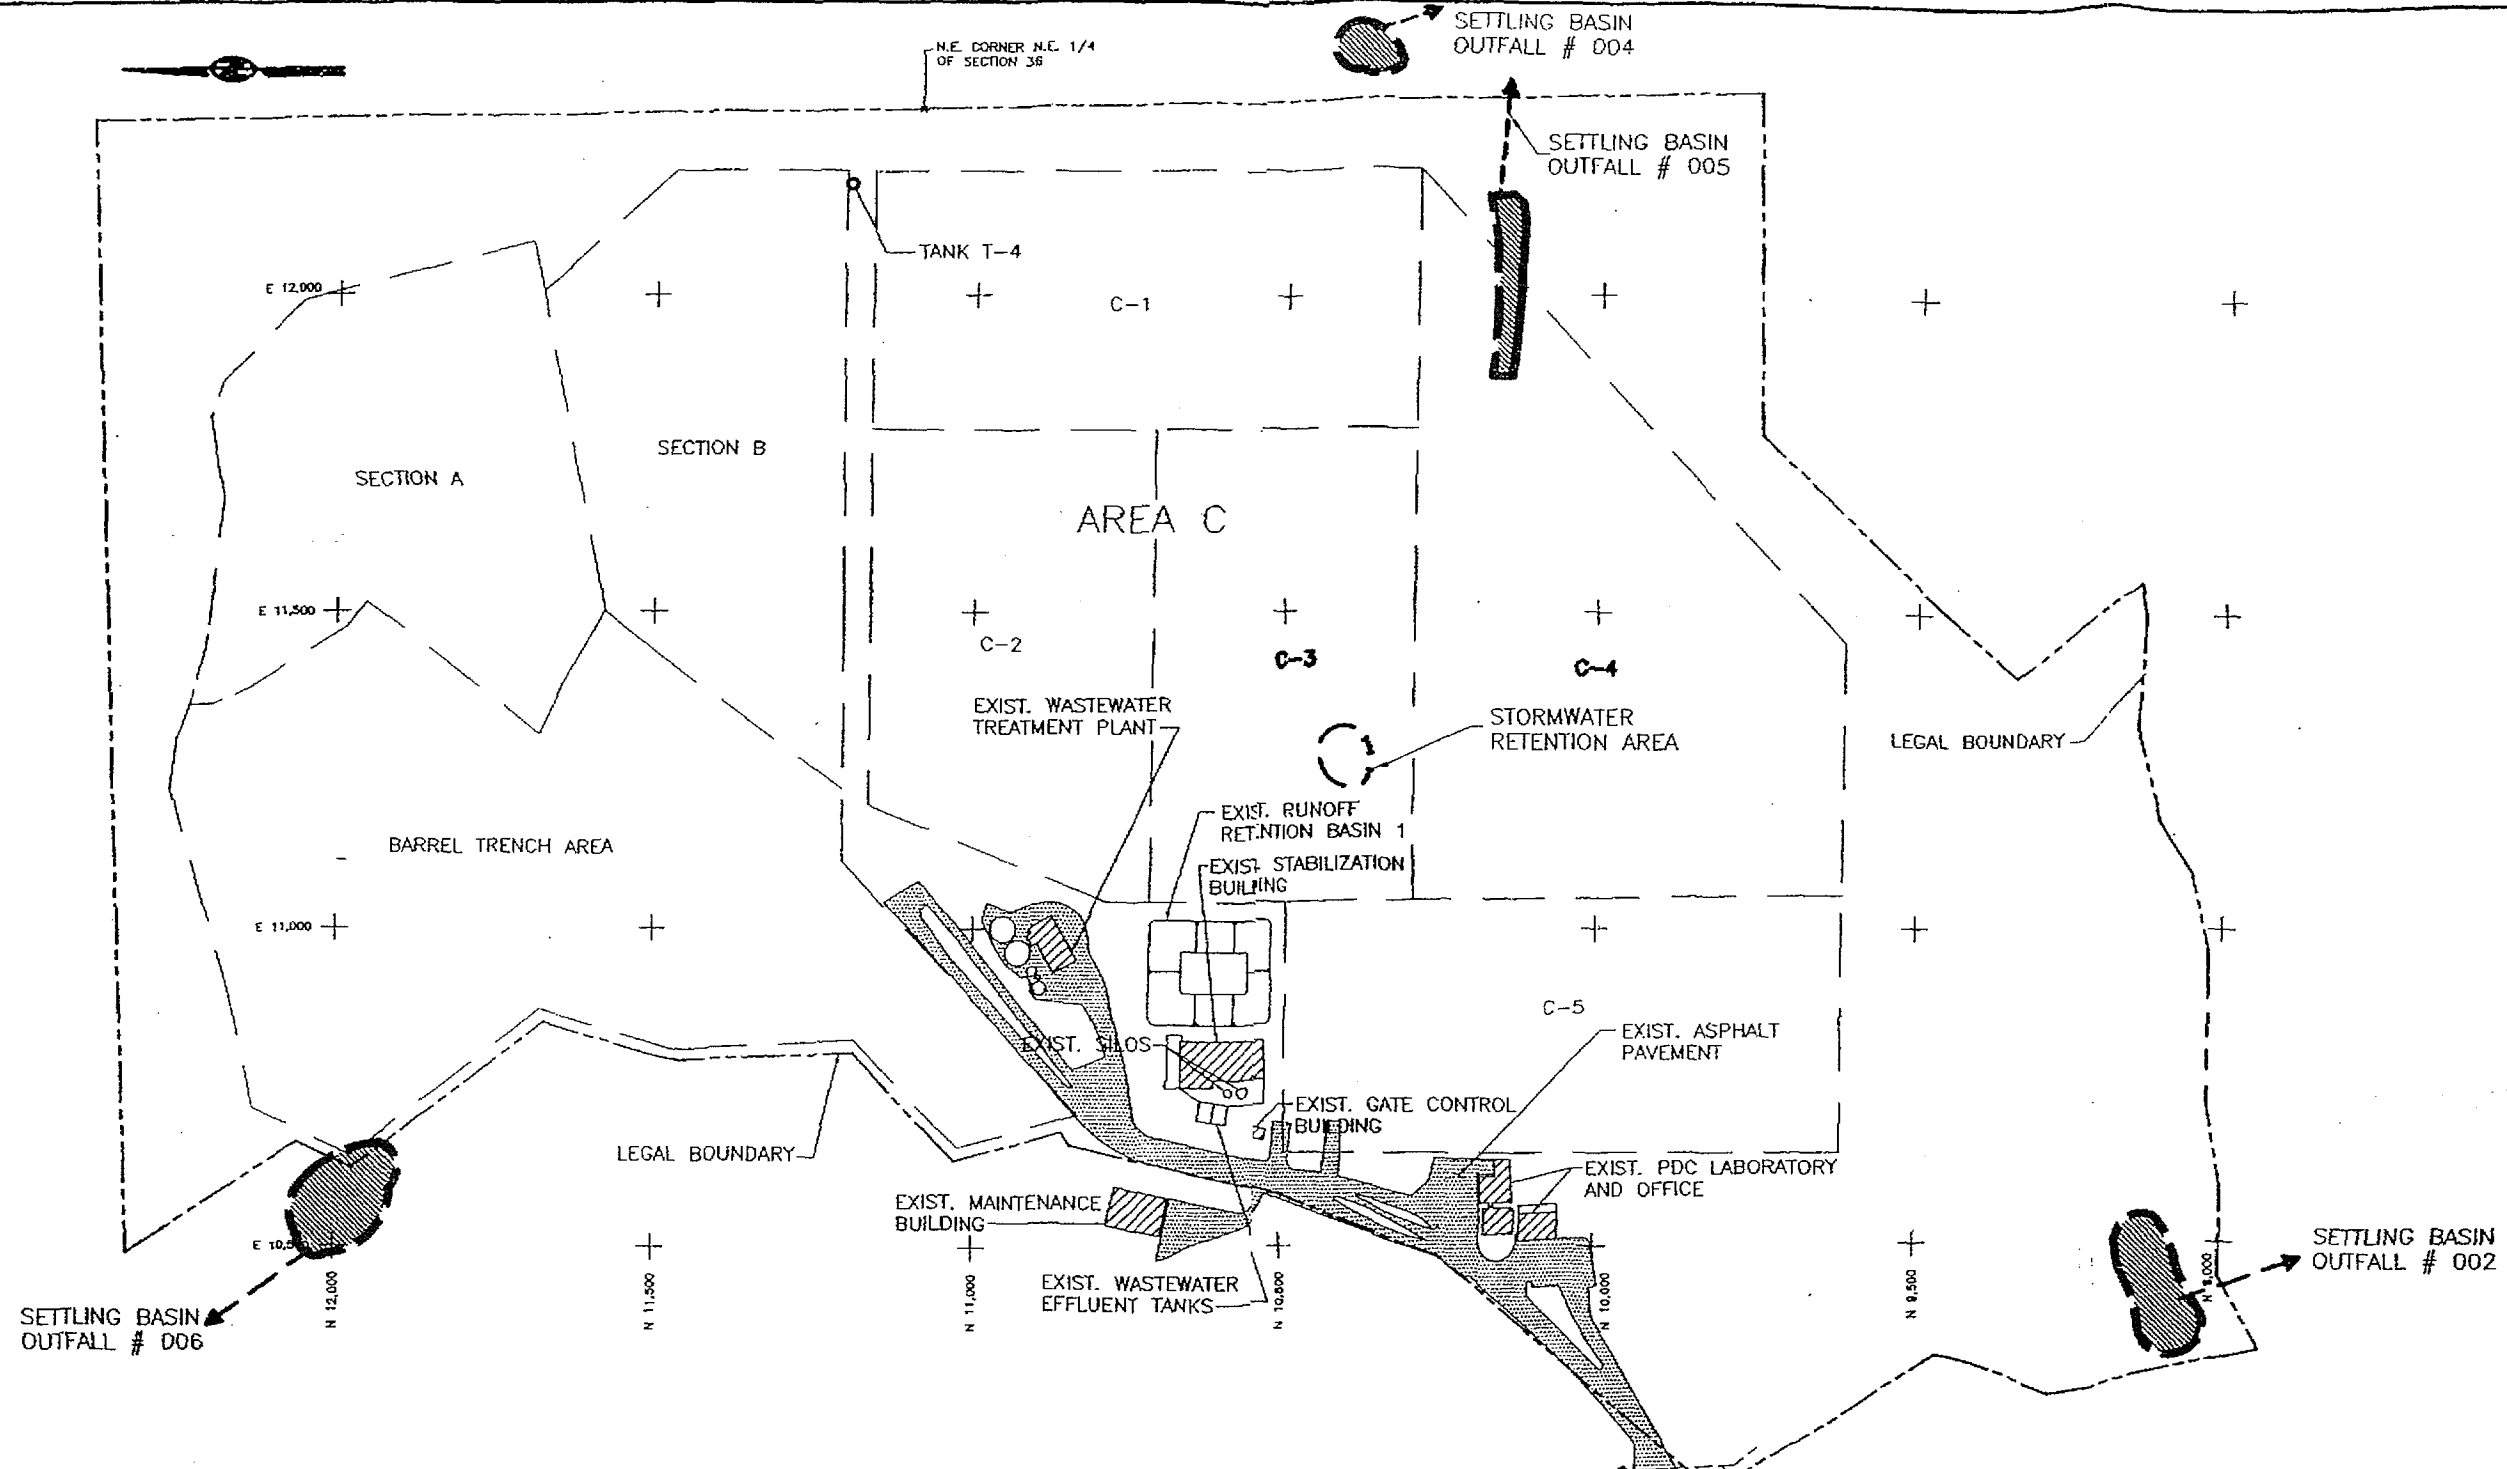 SETTLING BASIN
OUTFALL # 004
N.E. CORNER N.E. 1/4
OF SECTION 36
SETTLING BASIN
OUTFALL # 005
TANK T-4
E 12,000
C-1
SECTION B
SECTION A
AREA C
E 11,500
C-2
C-3
C-4
EXIST. WASTEWATER
TREATMENT PLANT
STORMWATER
RETENTION AREA
LEGAL BOUNDARY
EXIST. RUNOFF
RETENTION BASIN 1
BARREL TRENCH AREA
EXIST. STABILIZATION
BUILDING
E 11,000
C-5
EXIST. SILOS
EXIST. ASPHALT
PAVEMENT
EXIST. GATE CONTROL
BUILDING
LEGAL BOUNDARY
EXIST. PDC LABORATORY
AND OFFICE
EXIST. MAINTENANCE
BUILDING
E 10,5
SETTLING BASIN
OUTFALL # 002
EXIST. WASTEWATER
EFFLUENT TANKS
SETTLING BASIN
OUTFALL # 006
N 12,000
N 11,500
N 11,000
N 10,500
N 10,000
N 9,500
N 9,000